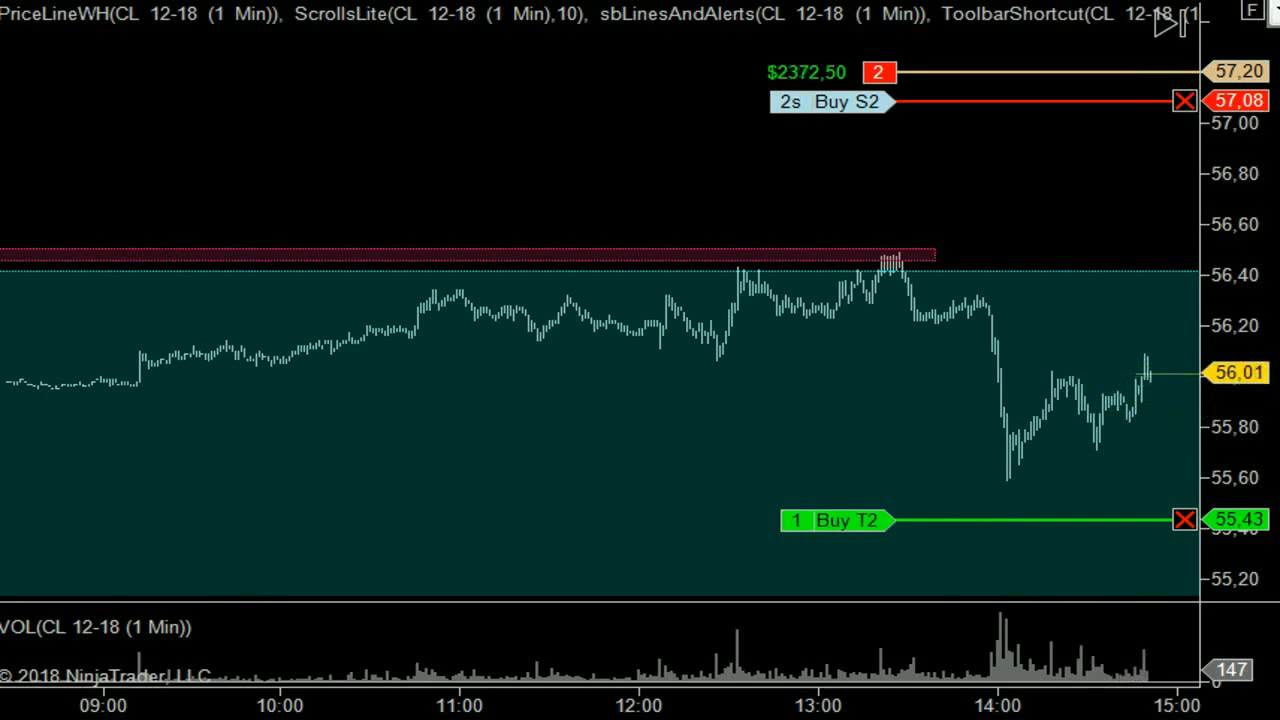 PriceLineWH(CL 12-18 (1 Min)), ScrollsLite(CL 12-18 (1 Min),10), sbLinesAndAlerts(CL 12-18 (1 Min)), ToolbarShortcut(CL 12-18 (1
F
$2372,50 2 57,20
2s Buy S2 57,08
57,00
56,80
56,60
56,40
56,20
56,01
55,80
55,60
1 Buy T2 55,43
55,40
55,20
VOL(CL 12-18 (1 Min))
147
© 2018 NinjaTrader, LLC
0
09:00 10:00 11:00 12:00 13:00 14:00 15:00